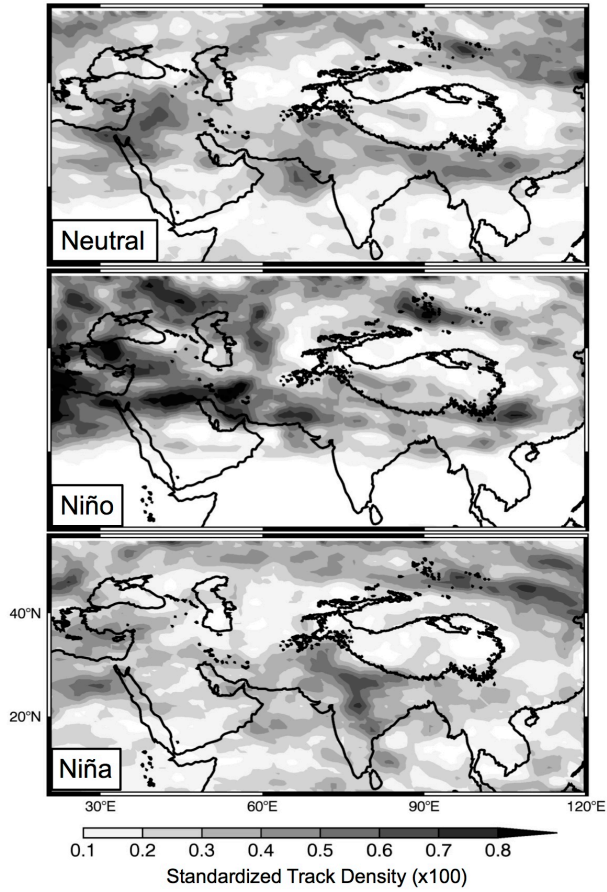 Neutral
Niño
40°N
20°N
Niña
30°E 60°E 90°E 120°E
0.1 0.2 0.3 0.4 0.5 0.6 0.7 0.8
Standardized Track Density (x100)